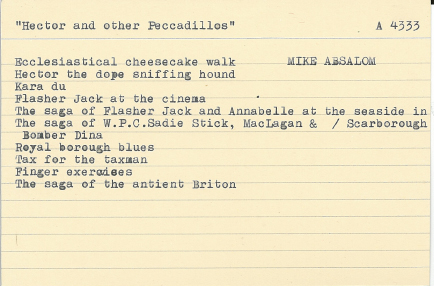 "Hector and other Peccadillos" A 4333
Ecclesiastical cheesecake walk MIKE ABSALOM
Hector the dope sniffing hound
Kara du
Flasher Jack at the cinema
The saga of Flasher Jack and Annabelle at the seaside in
The saga of W.P.C.Sadie Stick, MacLagan & / Scarborough
Bomber Dina
Royal borough blues
Tax for the taxman
Finger exercises
The saga of the antient Briton